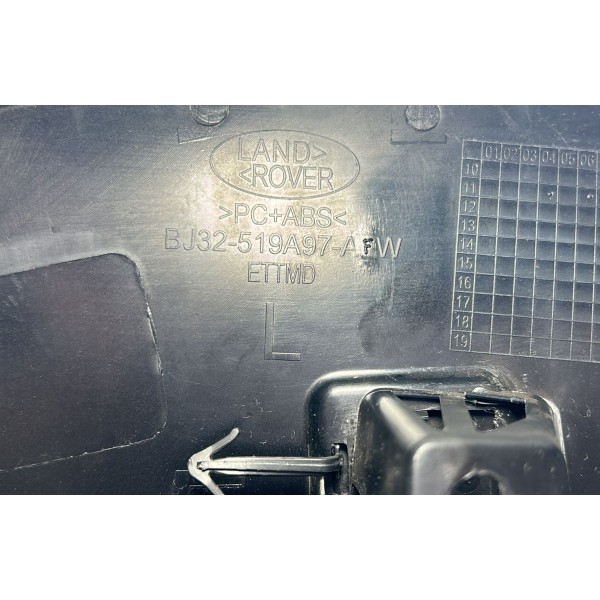 LAND>
<ROVER
>PC+ABS<
BJ32-519A97-AFW
ETTMD
L
01 02 03 04 05 06
10
11
12
13
14
15
16
17
18
19